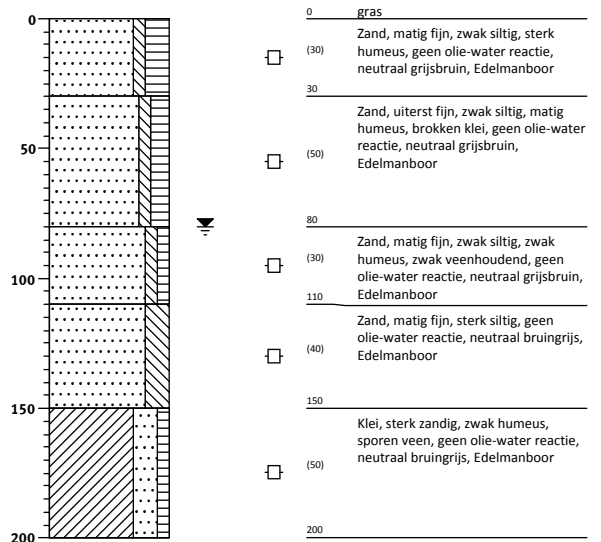 0
50
100
150
200
0 gras
(30)
Zand, matig fijn, zwak siltig, sterk
humeus, geen olie-water reactie,
neutraal grijsbruin, Edelmanboor
30
(50)
Zand, uiterst fijn, zwak siltig, matig
humeus, brokken klei, geen olie-water
reactie, neutraal grijsbruin,
Edelmanboor
80
(30)
Zand, matig fijn, zwak siltig, zwak
humeus, zwak veenhoudend, geen
olie-water reactie, neutraal grijsbruin,
Edelmanboor
110
(40)
Zand, matig fijn, sterk siltig, geen
olie-water reactie, neutraal bruingrijs,
Edelmanboor
150
(50)
Klei, sterk zandig, zwak humeus,
sporen veen, geen olie-water reactie,
neutraal bruingrijs, Edelmanboor
200